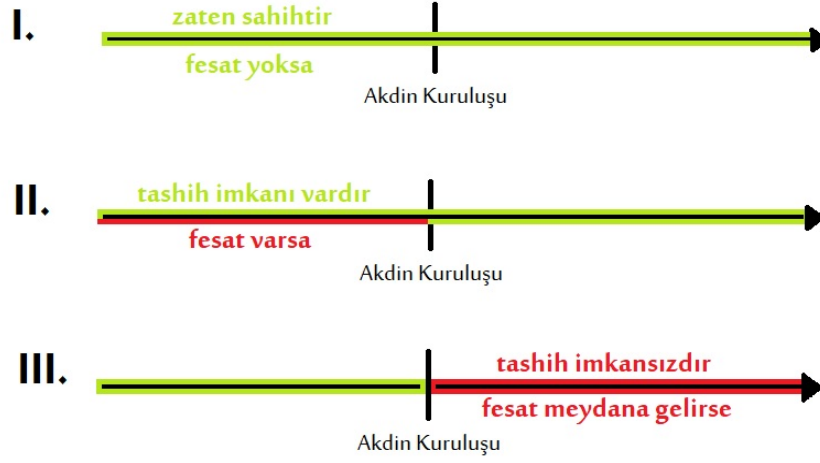 I.
zaten sahihtir
fesat yoksa
Akdin Kuruluşu
II.
tashih imkanı vardır
fesat varsa
Akdin Kuruluşu
III.
tashih imkansızdır
fesat meydana gelirse
Akdin Kuruluşu